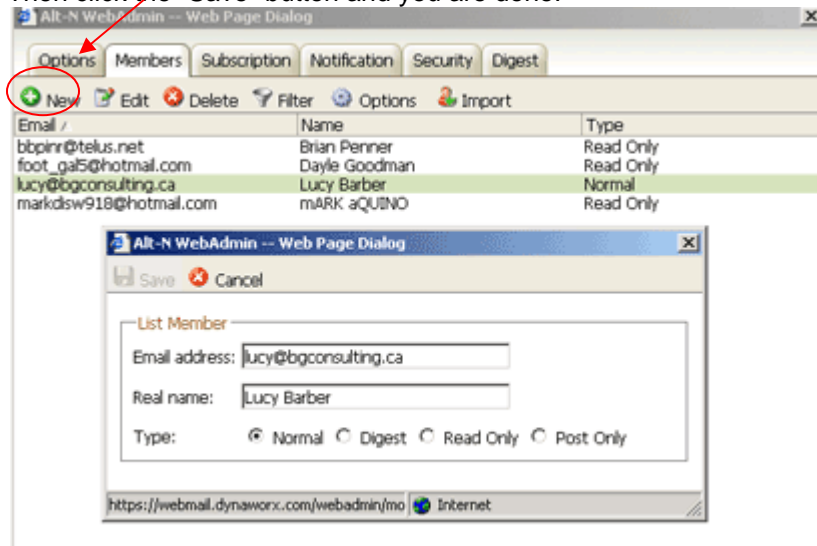 Then click the "Save" button and you are done.
Alt-N WebAdmin -- Web Page Dialog
Options Members Subscription Notification Security Digest
New Edit Delete Filter Options Import
Email Name Type
bbpinr@telus.net Brian Penner Read Only
foot_gal5@hotmail.com Dayle Goodman Read Only
lucy@bgconsulting.ca Lucy Barber Normal
markdisw918@hotmail.com mARK aQUINO Read Only
Alt-N WebAdmin -- Web Page Dialog
Save Cancel
List Member
Email address: lucy@bgconsulting.ca
Real name: Lucy Barber
Type: Normal Digest Read Only Post Only
https://webmail.dynaworx.com/webadmin/mo Internet